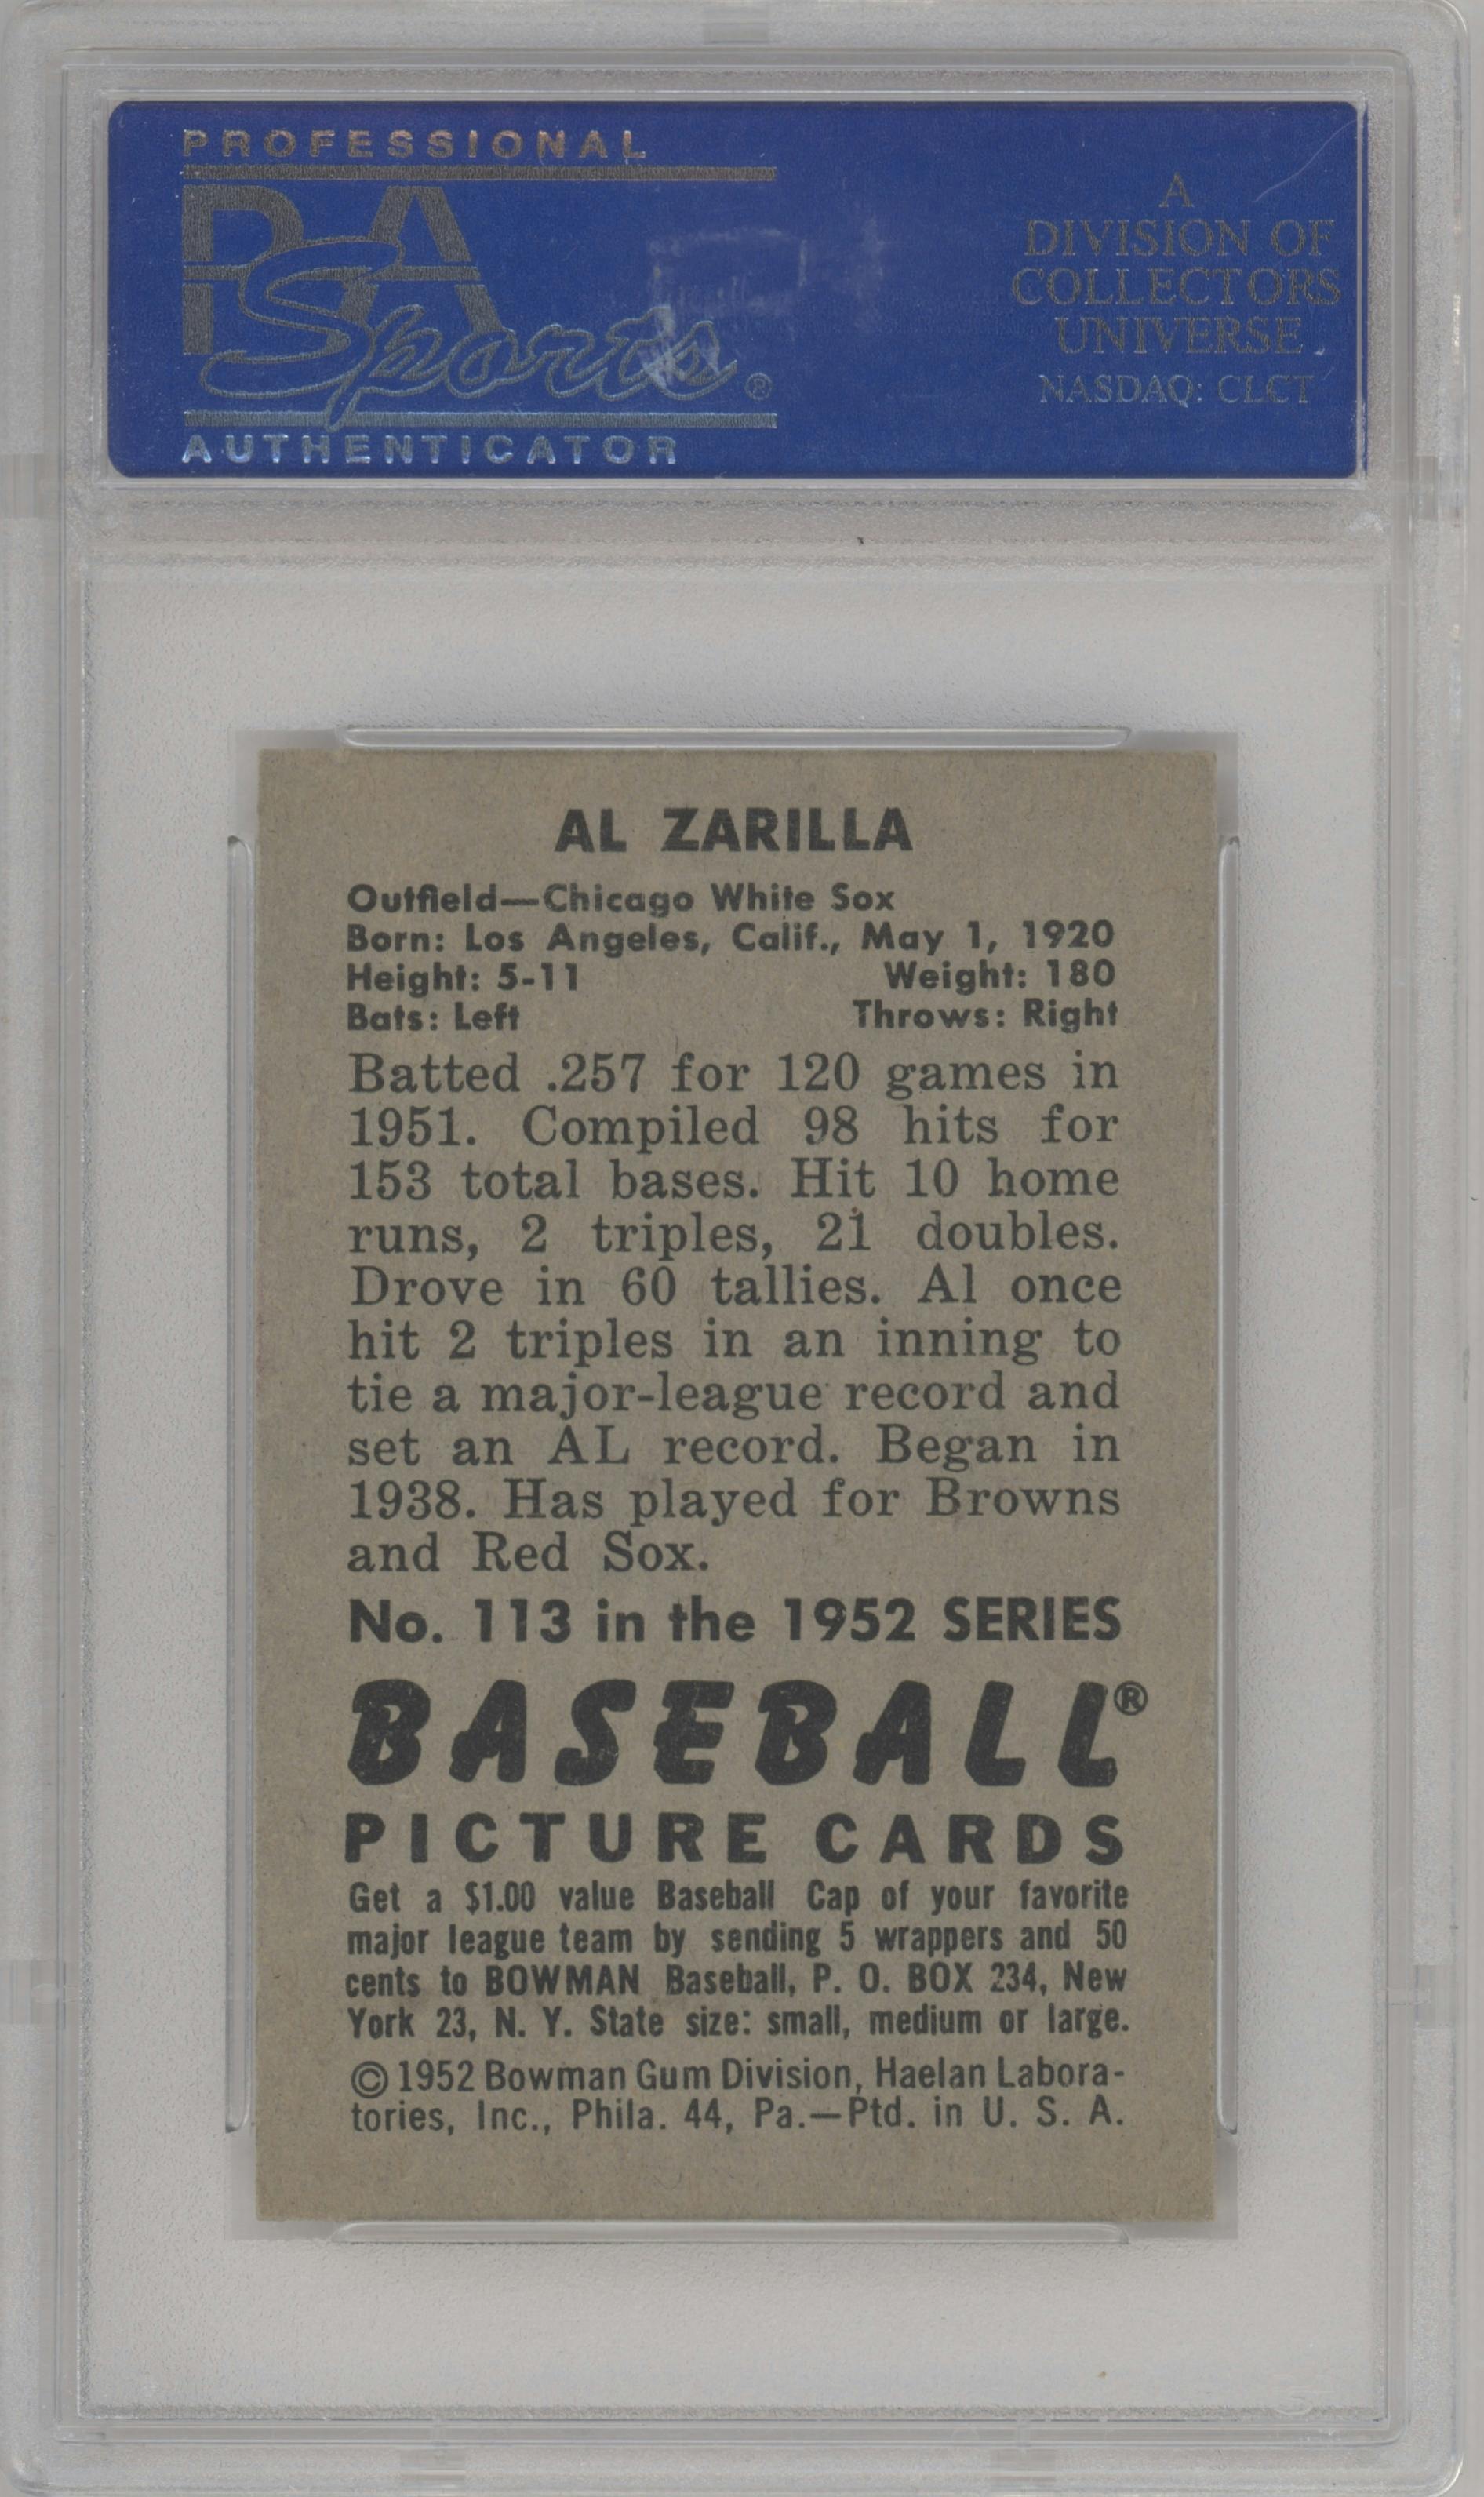 PROFESSIONAL
PSA
Sports®
AUTHENTICATOR
A
DIVISION OF
COLLECTORS
UNIVERSE
NASDAQ: CLCT
AL ZARILLA
Outfield—Chicago White Sox
Born: Los Angeles, Calif., May 1, 1920
Height: 5-11 Weight: 180
Bats: Left Throws: Right
Batted .257 for 120 games in
1951. Compiled 98 hits for
153 total bases. Hit 10 home
runs, 2 triples, 21 doubles.
Drove in 60 tallies. Al once
hit 2 triples in an inning to
tie a major-league record and
set an AL record. Began in
1938. Has played for Browns
and Red Sox.
No. 113 in the 1952 SERIES
BASEBALL®
PICTURE CARDS
Get a $1.00 value Baseball Cap of your favorite
major league team by sending 5 wrappers and 50
cents to BOWMAN Baseball, P. O. BOX 234, New
York 23, N. Y. State size: small, medium or large.
©1952 Bowman Gum Division, Haelan Labora-
tories, Inc., Phila. 44, Pa.—Ptd. in U. S. A.